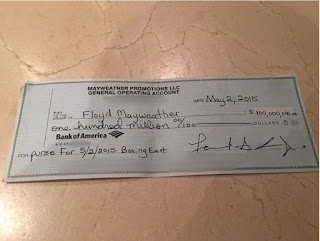 MAYWEATHER PROMOTIONS LLC
GENERAL OPERATING ACCOUNT
DATE May 2, 2015
PAY TO THE ORDER OF Floyd Mayweather $ 100,000,000.00
one hundred million 00/100 DOLLARS
Bank of America
FOR purse For 5/2/2015 Boxing Event